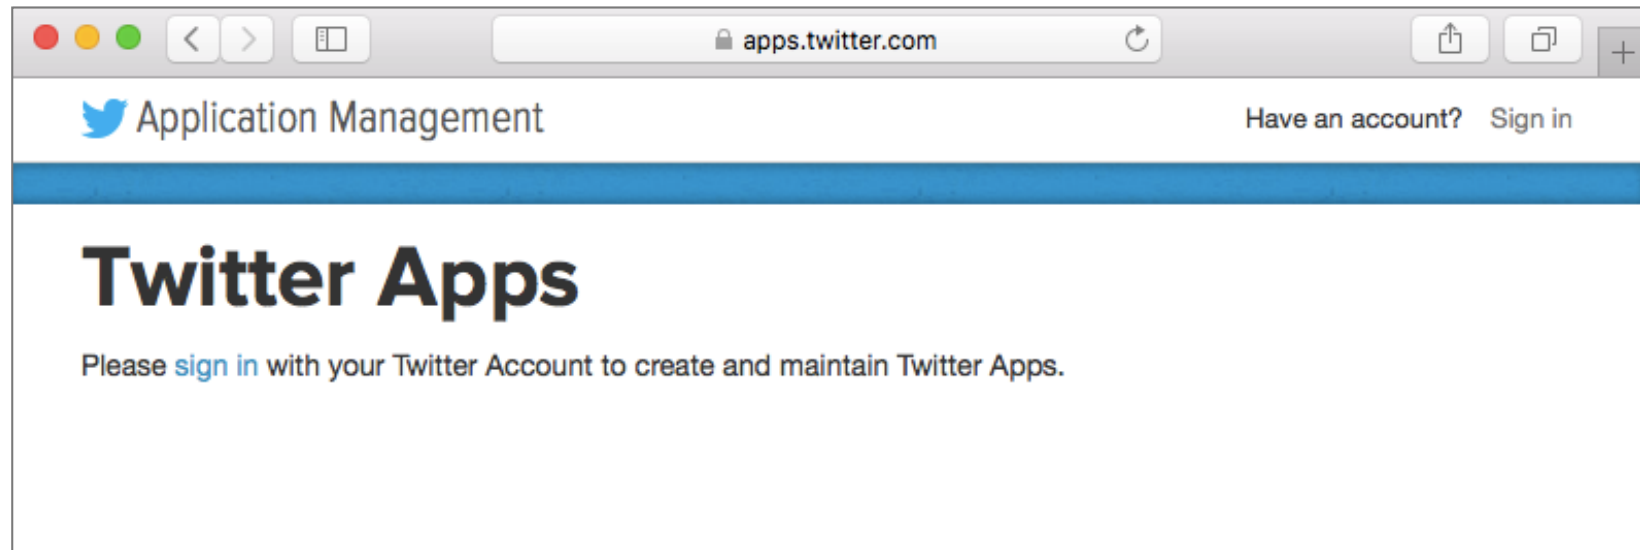 apps.twitter.com
Application Management
Have an account? Sign in
Twitter Apps
Please sign in with your Twitter Account to create and maintain Twitter Apps.